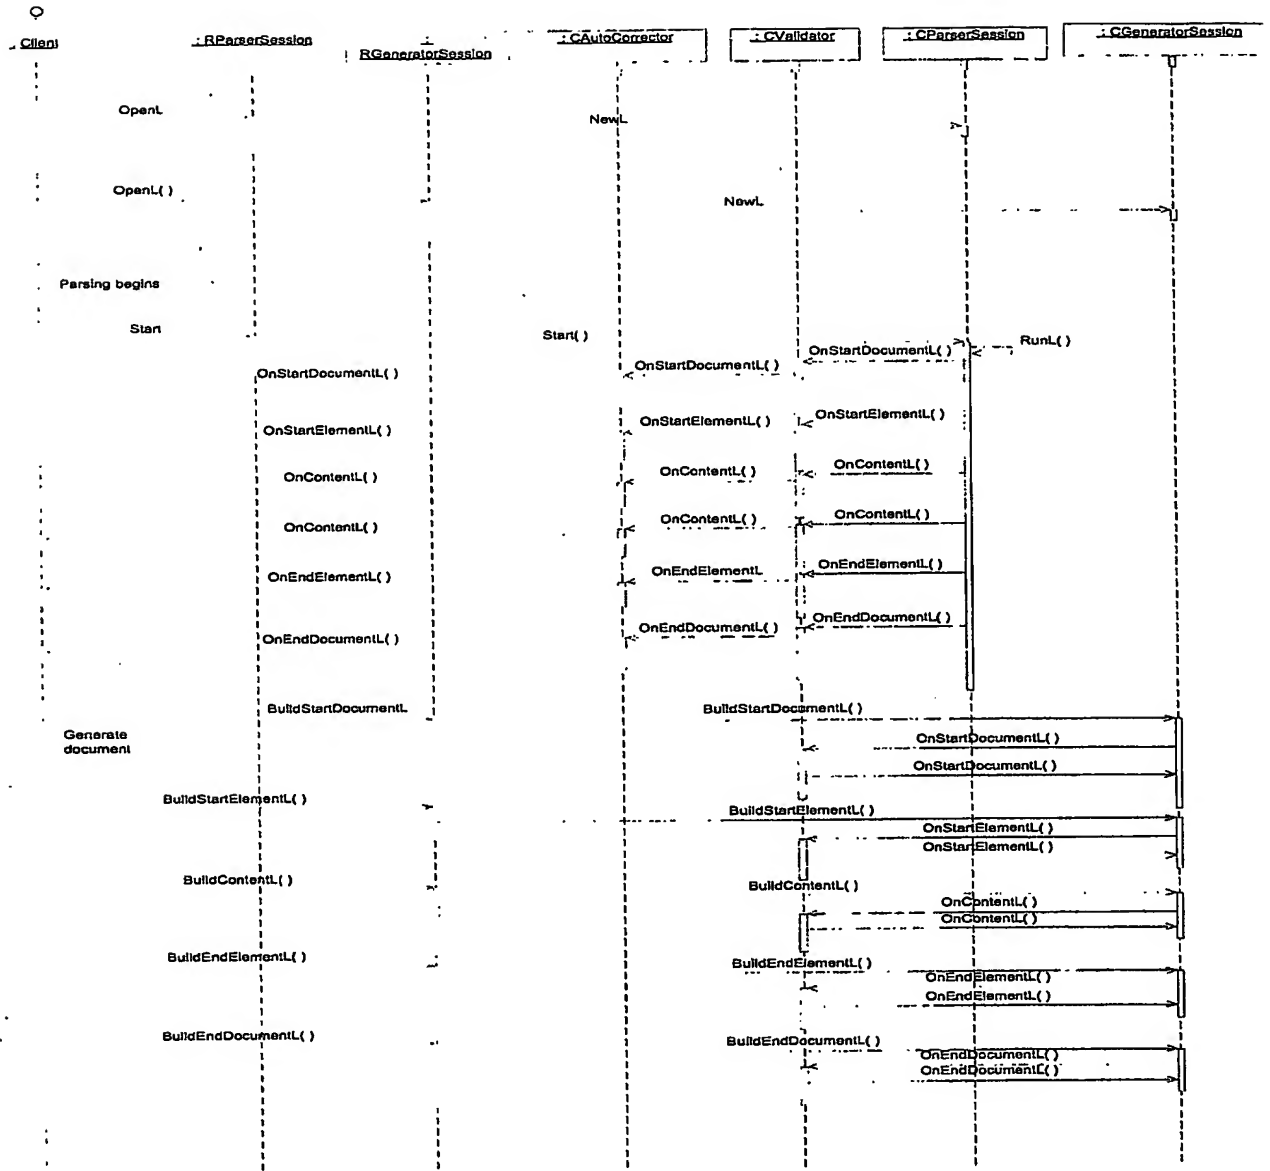 : Client
: RParserSession
:
RGeneratorSession
: CAutoCorrector
: CValidator
: CParserSession
: CGeneratorSession
OpenL
NewL
OpenL( )
NewL
Parsing begins
Start
Start( )
RunL( )
OnStartDocumentL( )
OnStartDocumentL( )
OnStartDocumentL( )
OnStartElementL( )
OnStartElementL( )
OnStartElementL( )
OnContentL( )
OnContentL( )
OnContentL( )
OnContentL( )
OnContentL( )
OnContentL( )
OnEndElementL( )
OnEndElementL
OnEndElementL( )
OnEndDocumentL( )
OnEndDocumentL( )
OnEndDocumentL( )
BuildStartDocumentL
BuildStartDocumentL( )
Generate
document
OnStartDocumentL( )
OnStartDocumentL( )
BuildStartElementL( )
BuildStartElementL( )
OnStartElementL( )
OnStartElementL( )
BuildContentL( )
BuildContentL( )
OnContentL( )
OnContentL( )
BuildEndElementL( )
BuildEndElementL( )
OnEndElementL( )
OnEndElementL( )
BuildEndDocumentL( )
BuildEndDocumentL( )
OnEndDocumentL( )
OnEndDocumentL( )